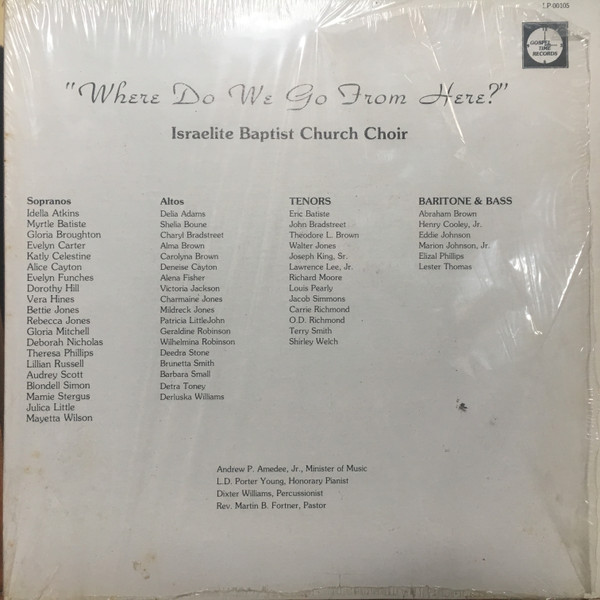 LP 00105
GOSPEL
TIME
RECORDS
"Where Do We Go From Here?"
Israelite Baptist Church Choir
Sopranos
Idella Atkins
Myrtle Batiste
Gloria Broughton
Evelyn Carter
Katly Celestine
Alice Cayton
Evelyn Funches
Dorothy Hill
Vera Hines
Bettie Jones
Rebecca Jones
Gloria Mitchell
Deborah Nicholas
Theresa Phillips
Lillian Russell
Audrey Scott
Blondell Simon
Mamie Stergus
Julica Little
Mayetta Wilson
Altos
Delia Adams
Shelia Boune
Charyl Bradstreet
Alma Brown
Carolyna Brown
Deneise Cayton
Alena Fisher
Victoria Jackson
Charmaine Jones
Mildreck Jones
Patricia LittleJohn
Geraldine Robinson
Wilhelmina Robinson
Deedra Stone
Brunetta Smith
Barbara Small
Detra Toney
Derluska Williams
TENORS
Eric Batiste
John Bradstreet
Theodore L. Brown
Walter Jones
Joseph King, Sr.
Lawrence Lee, Jr.
Richard Moore
Louis Pearly
Jacob Simmons
Carrie Richmond
O.D. Richmond
Terry Smith
Shirley Welch
BARITONE & BASS
Abraham Brown
Henry Cooley, Jr.
Eddie Johnson
Marion Johnson, Jr.
Elizal Phillips
Lester Thomas
Andrew P. Amedee, Jr., Minister of Music
L.D. Porter Young, Honorary Pianist
Dixter Williams, Percussionist
Rev. Martin B. Fortner, Pastor